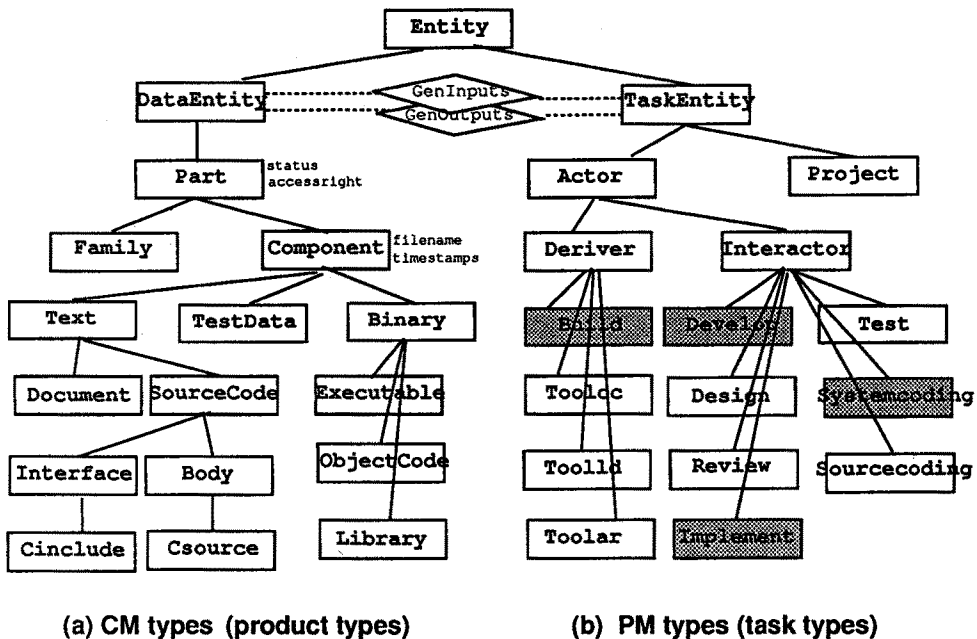 Entity
DataEntity
GenInputs
GenOutputs
TaskEntity
Part
status
accessright
Actor
Project
Family
Component
filename
timestamps
Deriver
Interactor
Text
TestData
Binary
Build
Develop
Test
Document
SourceCode
Executable
Toolcc
Design
Systemcoding
Interface
Body
ObjectCode
Toolld
Review
Sourcecoding
Cinclude
Csource
Library
Toolar
Implement
(a) CM types (product types)
(b) PM types (task types)